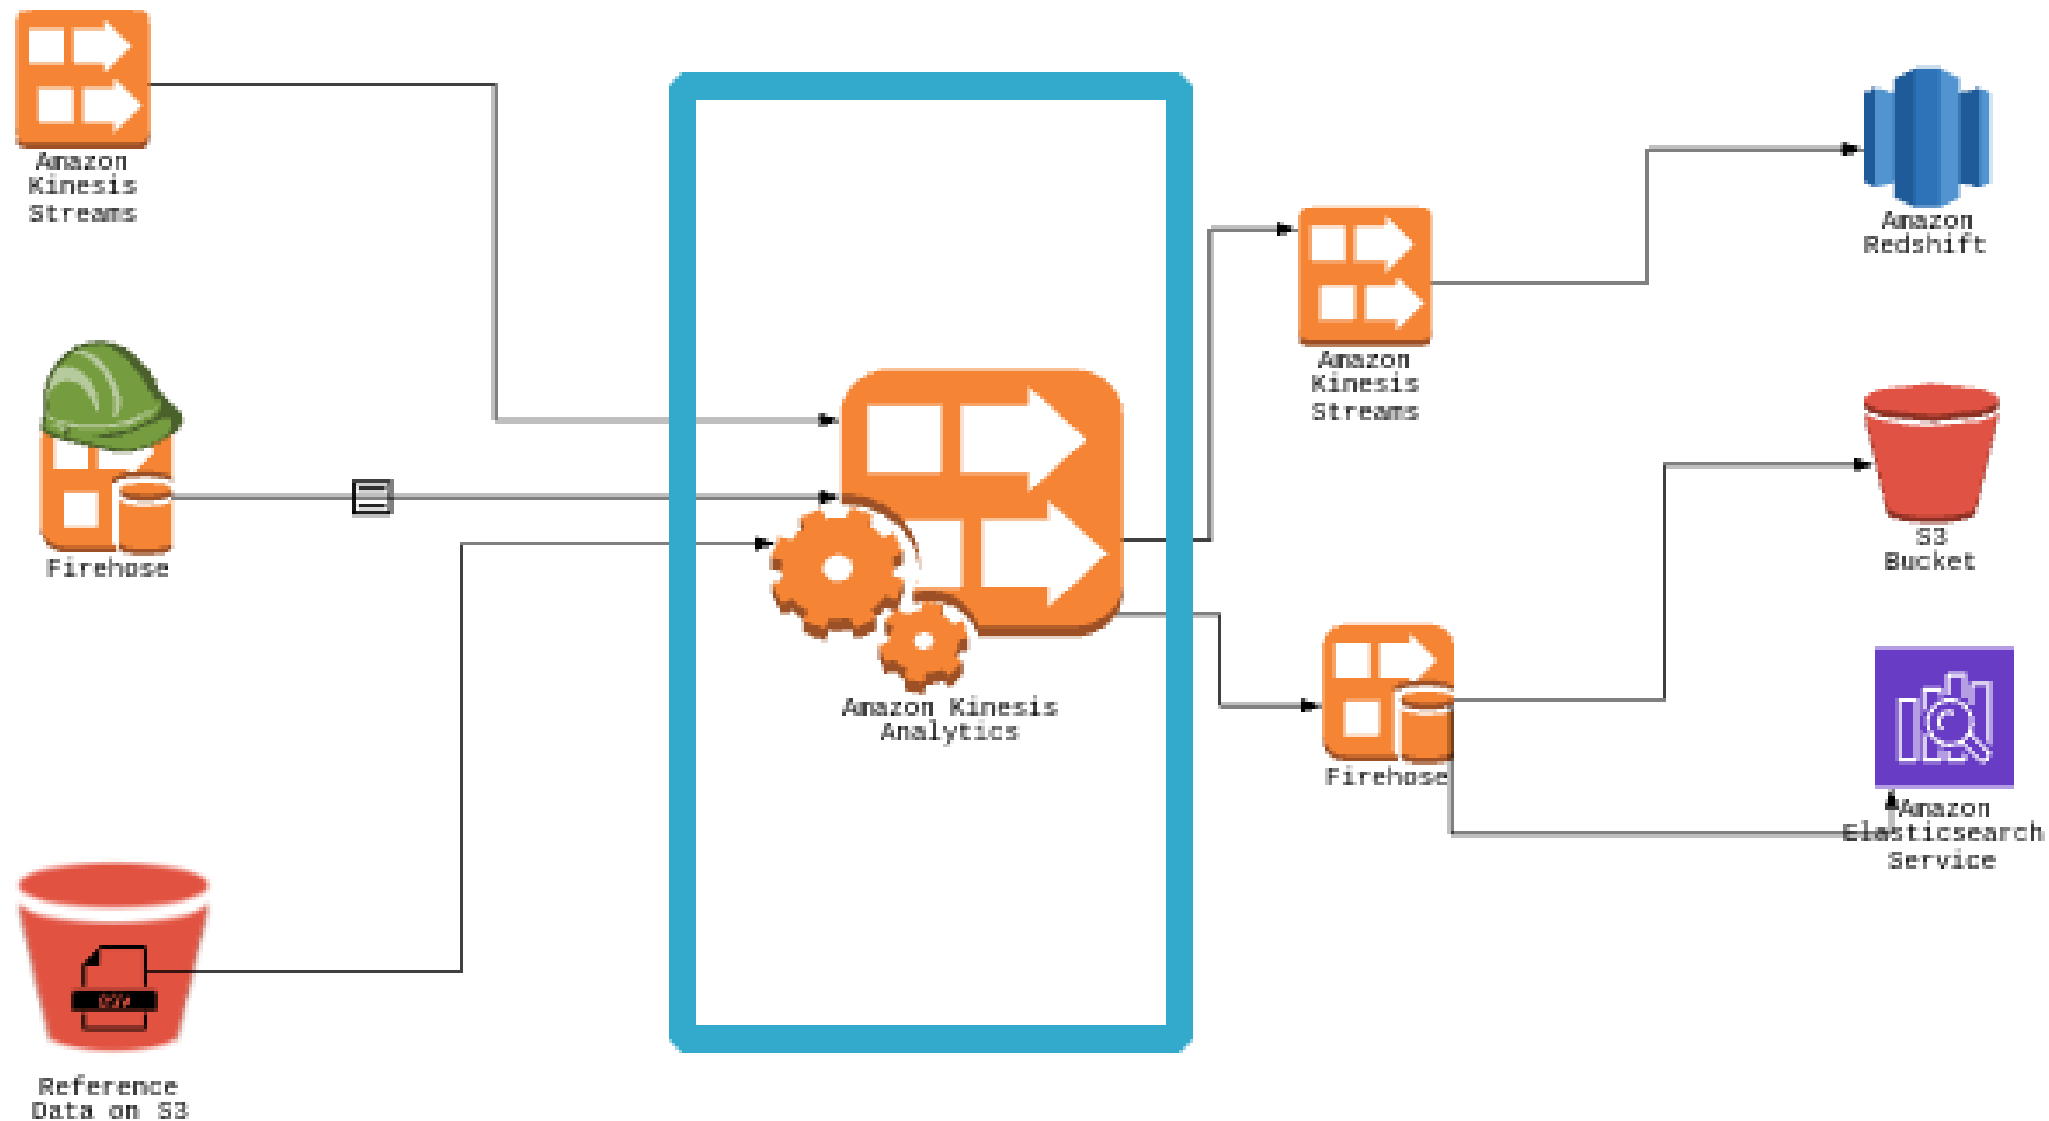 Amazon
Kinesis
Streams
Firehose
CSV
Reference
Data on S3
Amazon Kinesis
Analytics
Amazon
Kinesis
Streams
Firehose
Amazon
Redshift
S3
Bucket
Amazon
Elasticsearch
Service